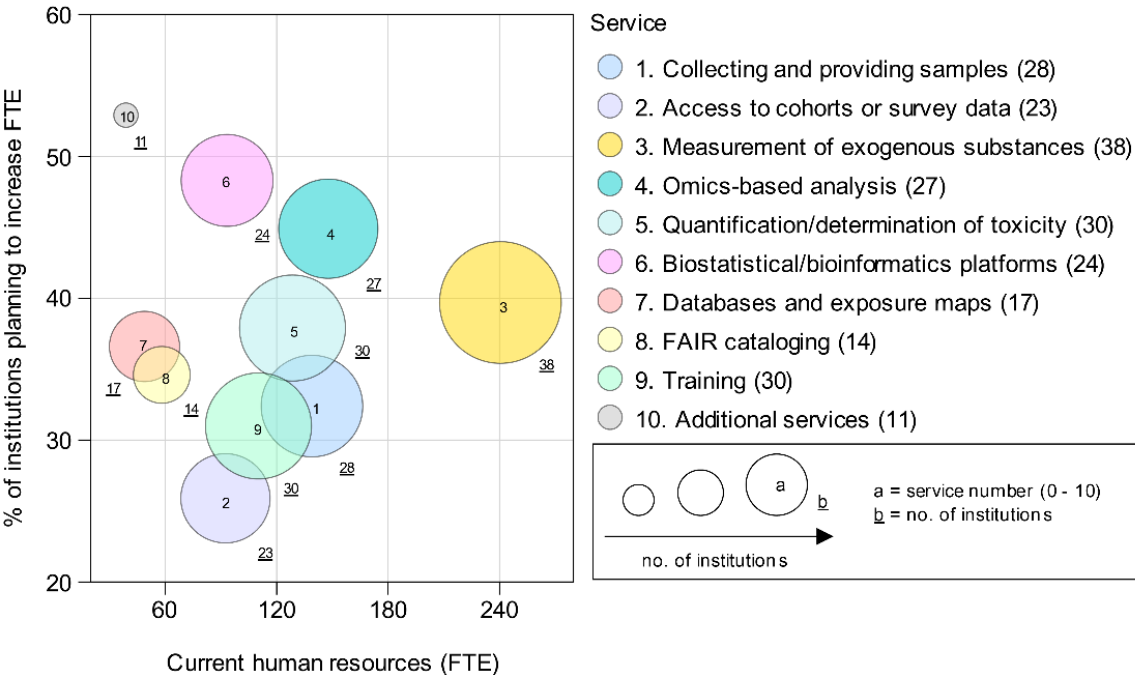 60
50
40
30
20
% of institutions planning to increase FTE
10
11
6
24
4
27
3
38
5
30
7
17
8
14
1
28
9
30
2
23
60
120
180
240
Current human resources (FTE)
Service
1. Collecting and providing samples (28)
2. Access to cohorts or survey data (23)
3. Measurement of exogenous substances (38)
4. Omics-based analysis (27)
5. Quantification/determination of toxicity (30)
6. Biostatistical/bioinformatics platforms (24)
7. Databases and exposure maps (17)
8. FAIR cataloging (14)
9. Training (30)
10. Additional services (11)
a
b
no. of institutions
a = service number (0 - 10)
b = no. of institutions